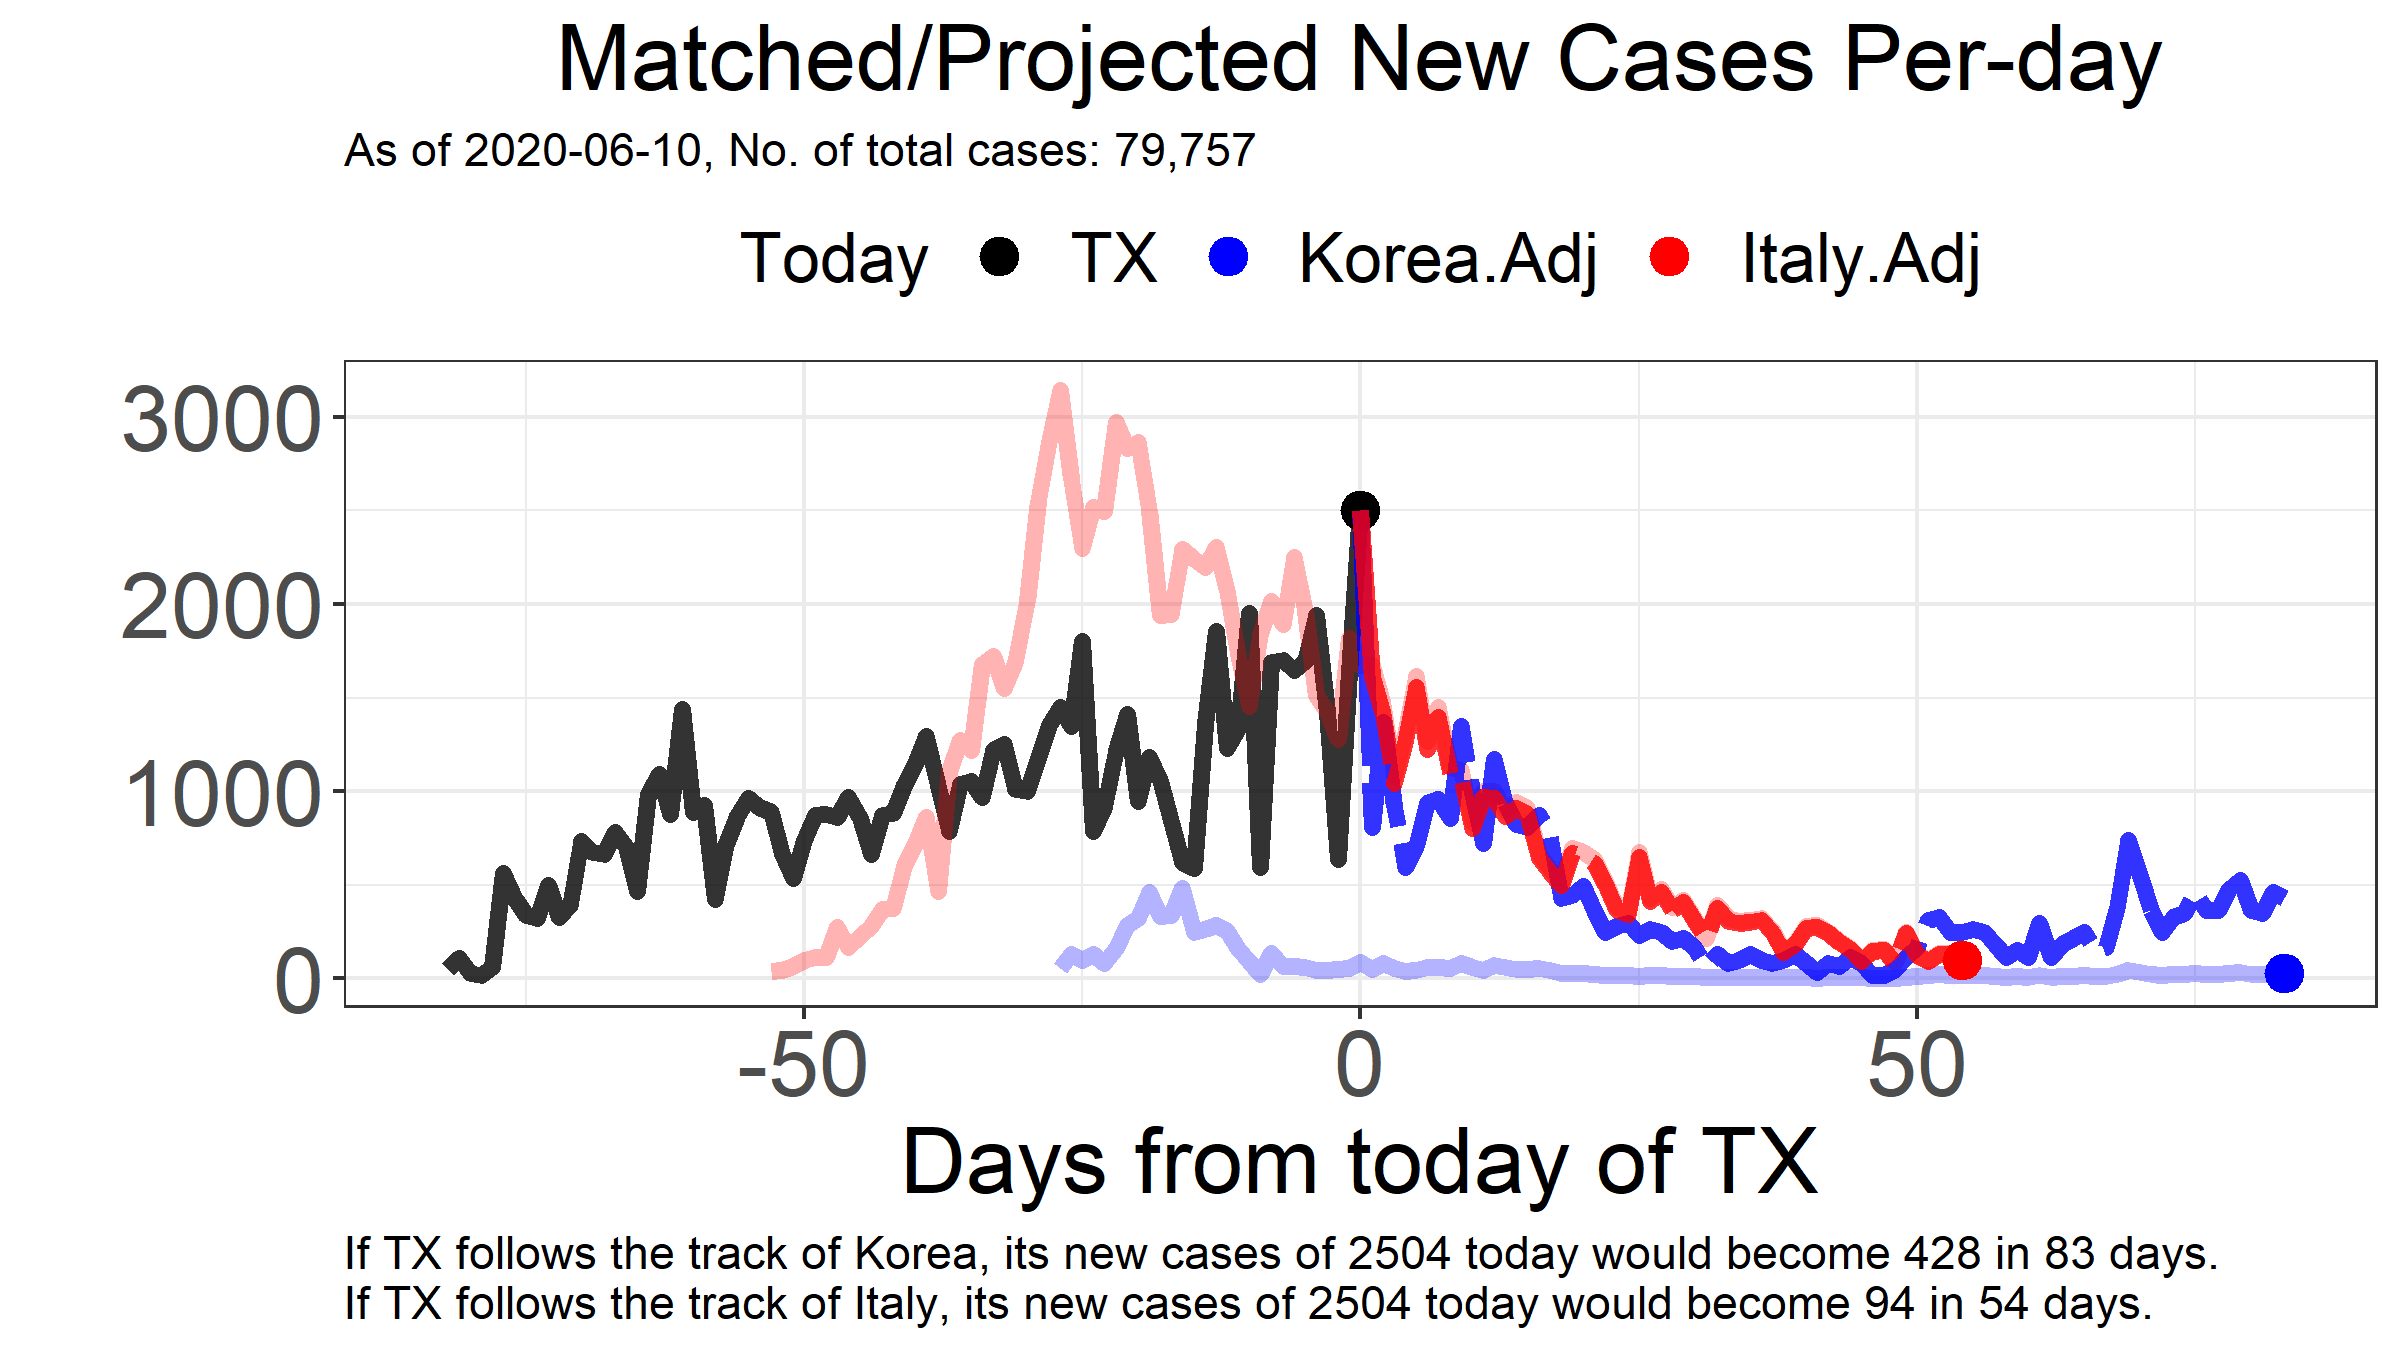 Matched/Projected New Cases Per-day
As of 2020-06-10, No. of total cases: 79,757
Today TX Korea.Adj Italy.Adj
3000
2000
1000
0
-50 0 50
Days from today of TX
If TX follows the track of Korea, its new cases of 2504 today would become 428 in 83 days.
If TX follows the track of Italy, its new cases of 2504 today would become 94 in 54 days.